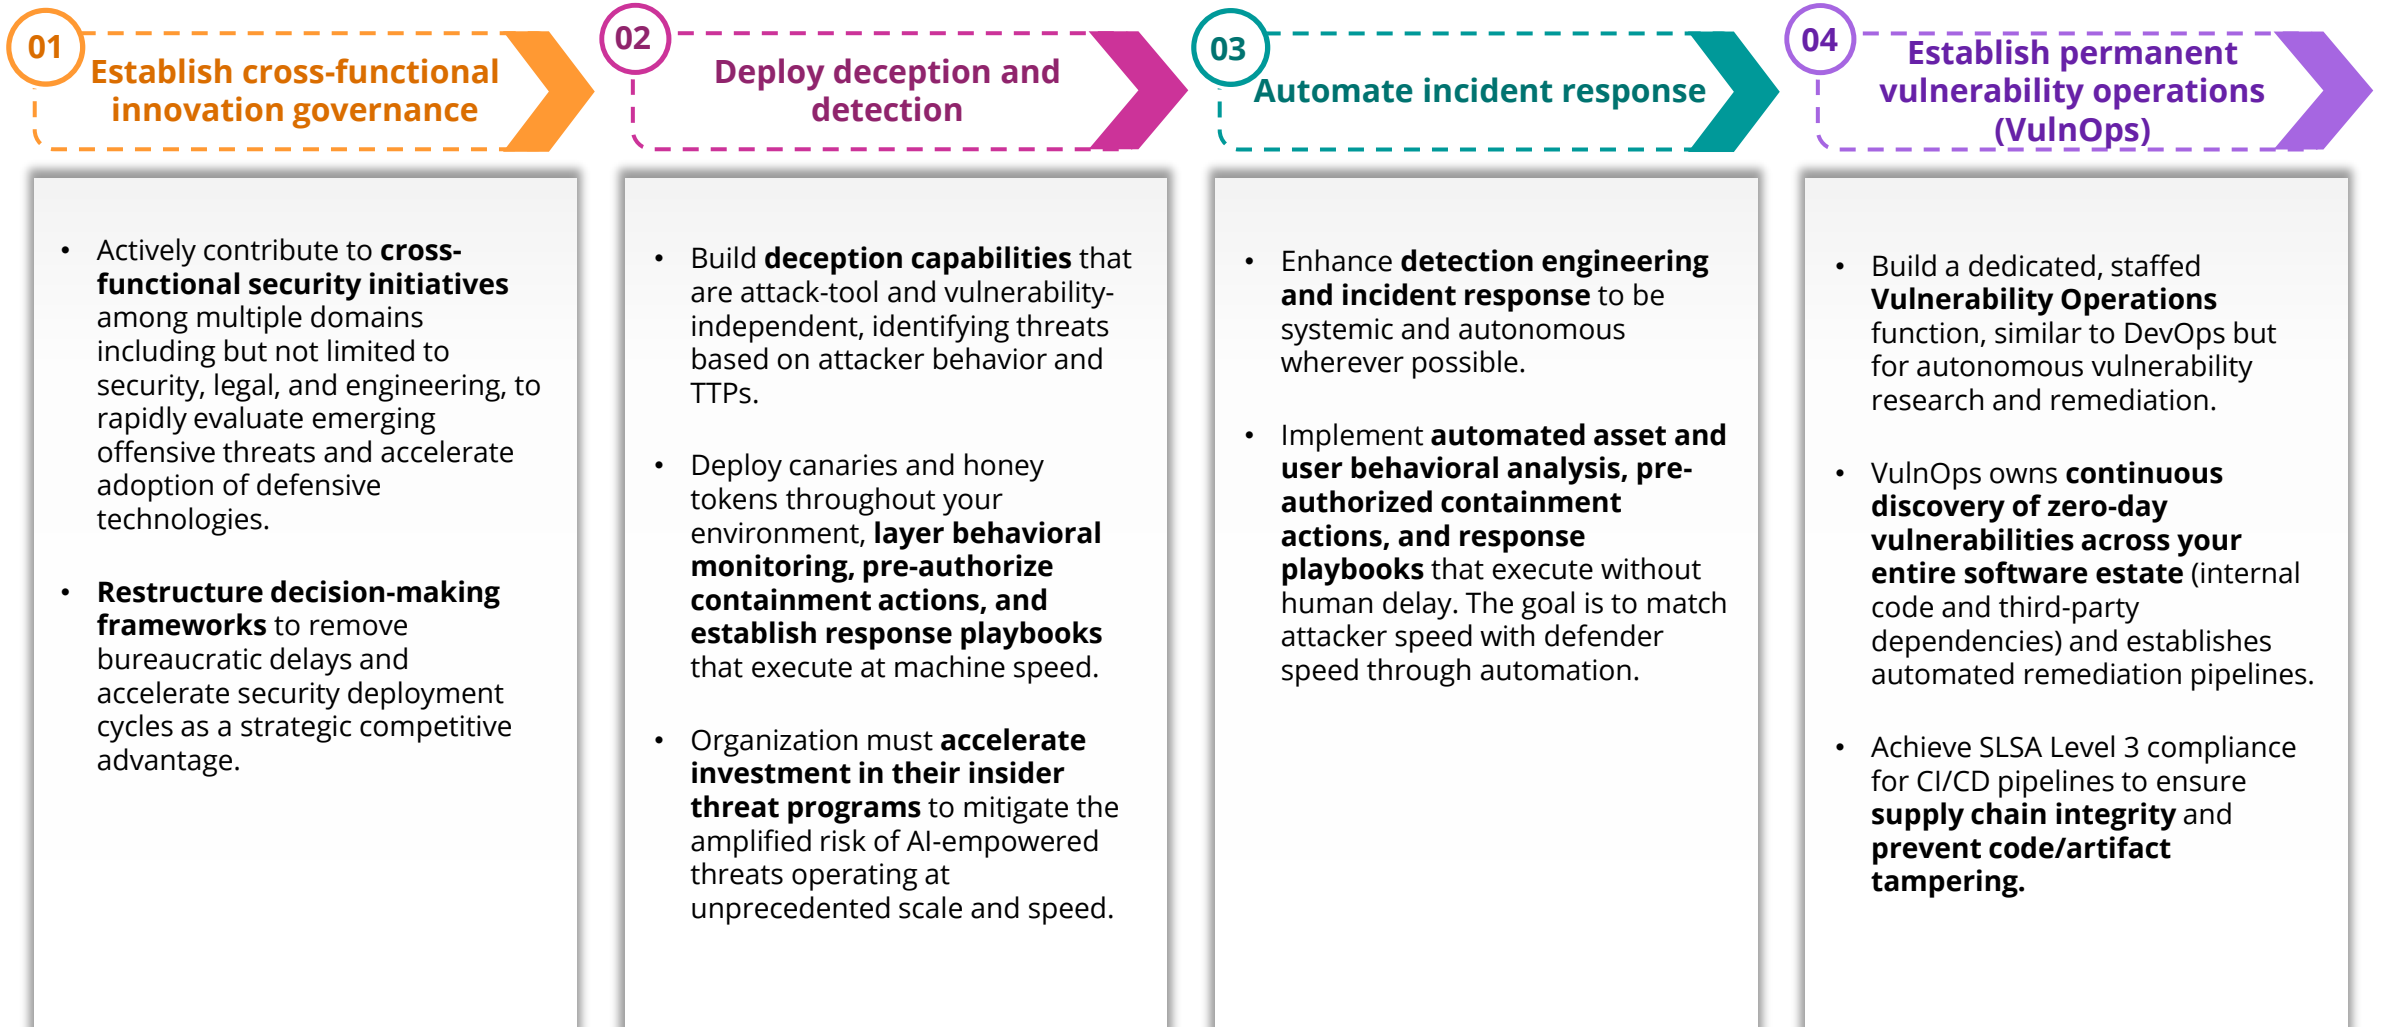 01
Establish cross-functional
innovation governance
• Actively contribute to cross-
functional security initiatives
among multiple domains
including but not limited to
security, legal, and engineering, to
rapidly evaluate emerging
offensive threats and accelerate
adoption of defensive
technologies.
• Restructure decision-making
frameworks to remove
bureaucratic delays and
accelerate security deployment
cycles as a strategic competitive
advantage.
02
Deploy deception and
detection
• Build deception capabilities that
are attack-tool and vulnerability-
independent, identifying threats
based on attacker behavior and
TTPs.
• Deploy canaries and honey
tokens throughout your
environment, layer behavioral
monitoring, pre-authorize
containment actions, and
establish response playbooks
that execute at machine speed.
• Organization must accelerate
investment in their insider
threat programs to mitigate the
amplified risk of AI-empowered
threats operating at
unprecedented scale and speed.
03
Automate incident response
• Enhance detection engineering
and incident response to be
systemic and autonomous
wherever possible.
• Implement automated asset and
user behavioral analysis, pre-
authorized containment
actions, and response
playbooks that execute without
human delay. The goal is to match
attacker speed with defender
speed through automation.
04
Establish permanent
vulnerability operations
(VulnOps)
• Build a dedicated, staffed
Vulnerability Operations
function, similar to DevOps but
for autonomous vulnerability
research and remediation.
• VulnOps owns continuous
discovery of zero-day
vulnerabilities across your
entire software estate (internal
code and third-party
dependencies) and establishes
automated remediation pipelines.
• Achieve SLSA Level 3 compliance
for CI/CD pipelines to ensure
supply chain integrity and
prevent code/artifact
tampering.